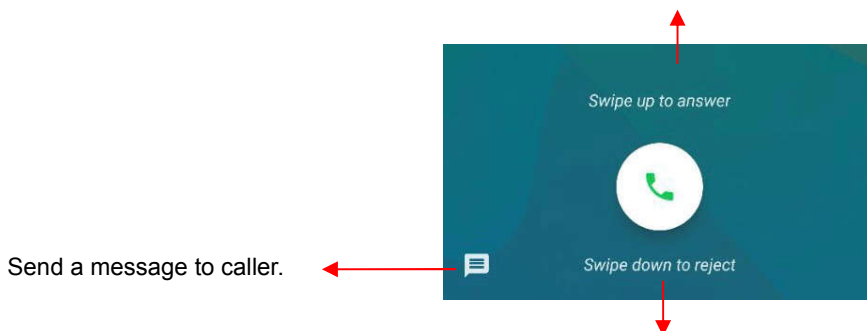 Swipe up to answer
Send a message to caller.
Swipe down to reject